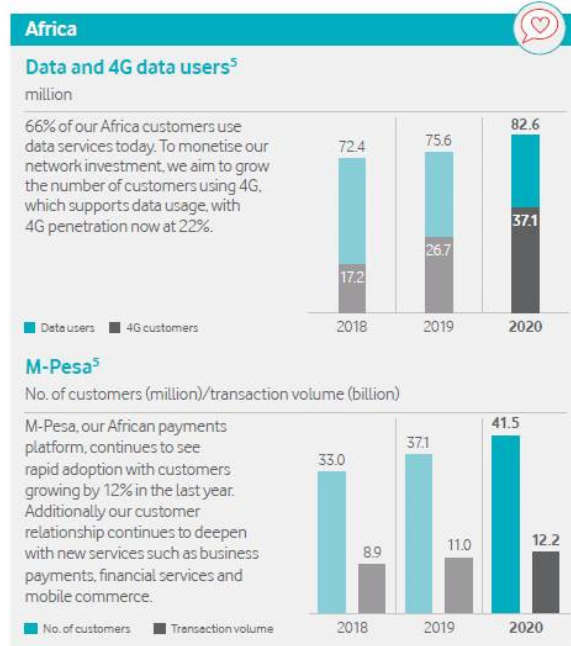 Africa
Data and 4G data users5
million
66% of our Africa customers use
data services today. To monetise our
network investment, we aim to grow
the number of customers using 4G,
which supports data usage, with
4G penetration now at 22%.
72.4
75.6
82.6
17.2
26.7
37.1
Data users 4G customers
2018 2019 2020
M-Pesa5
No. of customers (million)/transaction volume (billion)
M-Pesa, our African payments
platform, continues to see
rapid adoption with customers
growing by 12% in the last year.
Additionally our customer
relationship continues to deepen
with new services such as business
payments, financial services and
mobile commerce.
33.0
8.9
37.1
11.0
41.5
12.2
No. of customers Transaction volume
2018 2019 2020